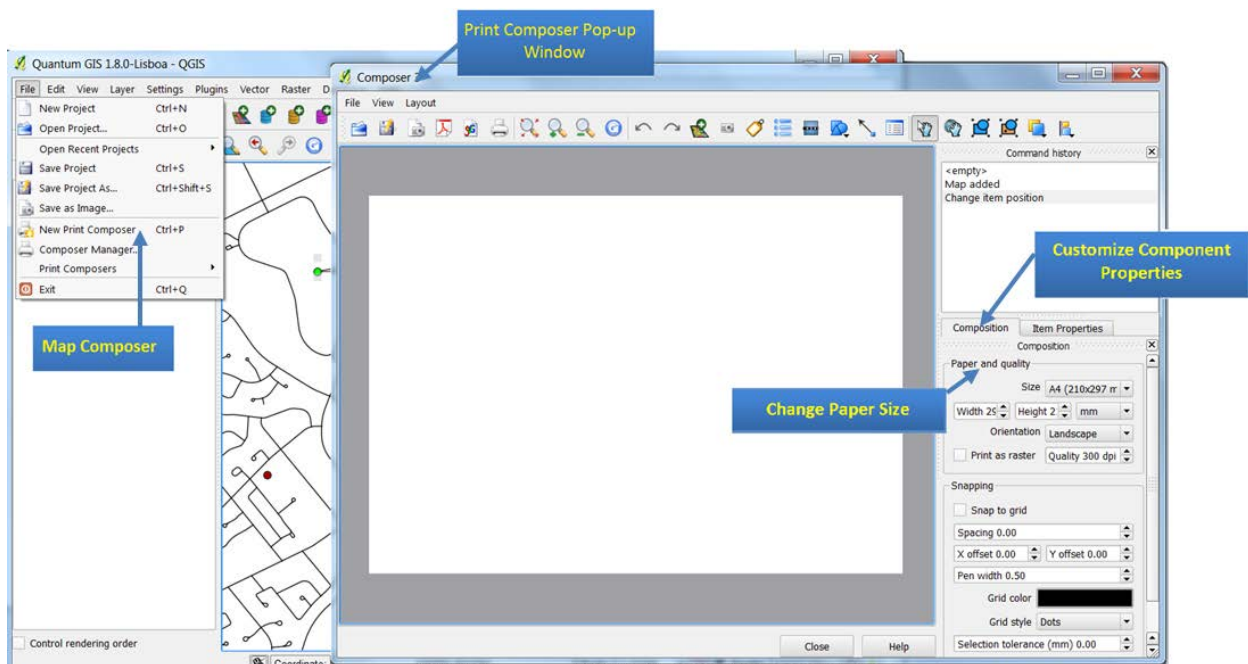 Print Composer Pop-up
Window
Quantum GIS 1.8.0-Lisboa - QGIS
File Edit View Layer Settings Plugins Vector Raster
New Project Ctrl+N
Open Project... Ctrl+O
Open Recent Projects
Save Project Ctrl+S
Save Project As... Ctrl+Shift+S
Save as Image...
New Print Composer Ctrl+P
Composer Manager...
Print Composers
Exit Ctrl+Q
Map Composer
Control rendering order
Coordinate:
Composer
File View Layout
Command history
<empty>
Map added
Change item position
Customize Component
Properties
Composition Item Properties
Composition
Paper and quality
Change Paper Size
Size A4 (210x297 m
Width 29 Height 2 mm
Orientation Landscape
Print as raster Quality 300 dpi
Snapping
Snap to grid
Spacing 0.00
X offset 0.00 Y offset 0.00
Pen width 0.50
Grid color
Grid style Dots
Selection tolerance (mm) 0.00
Close Help